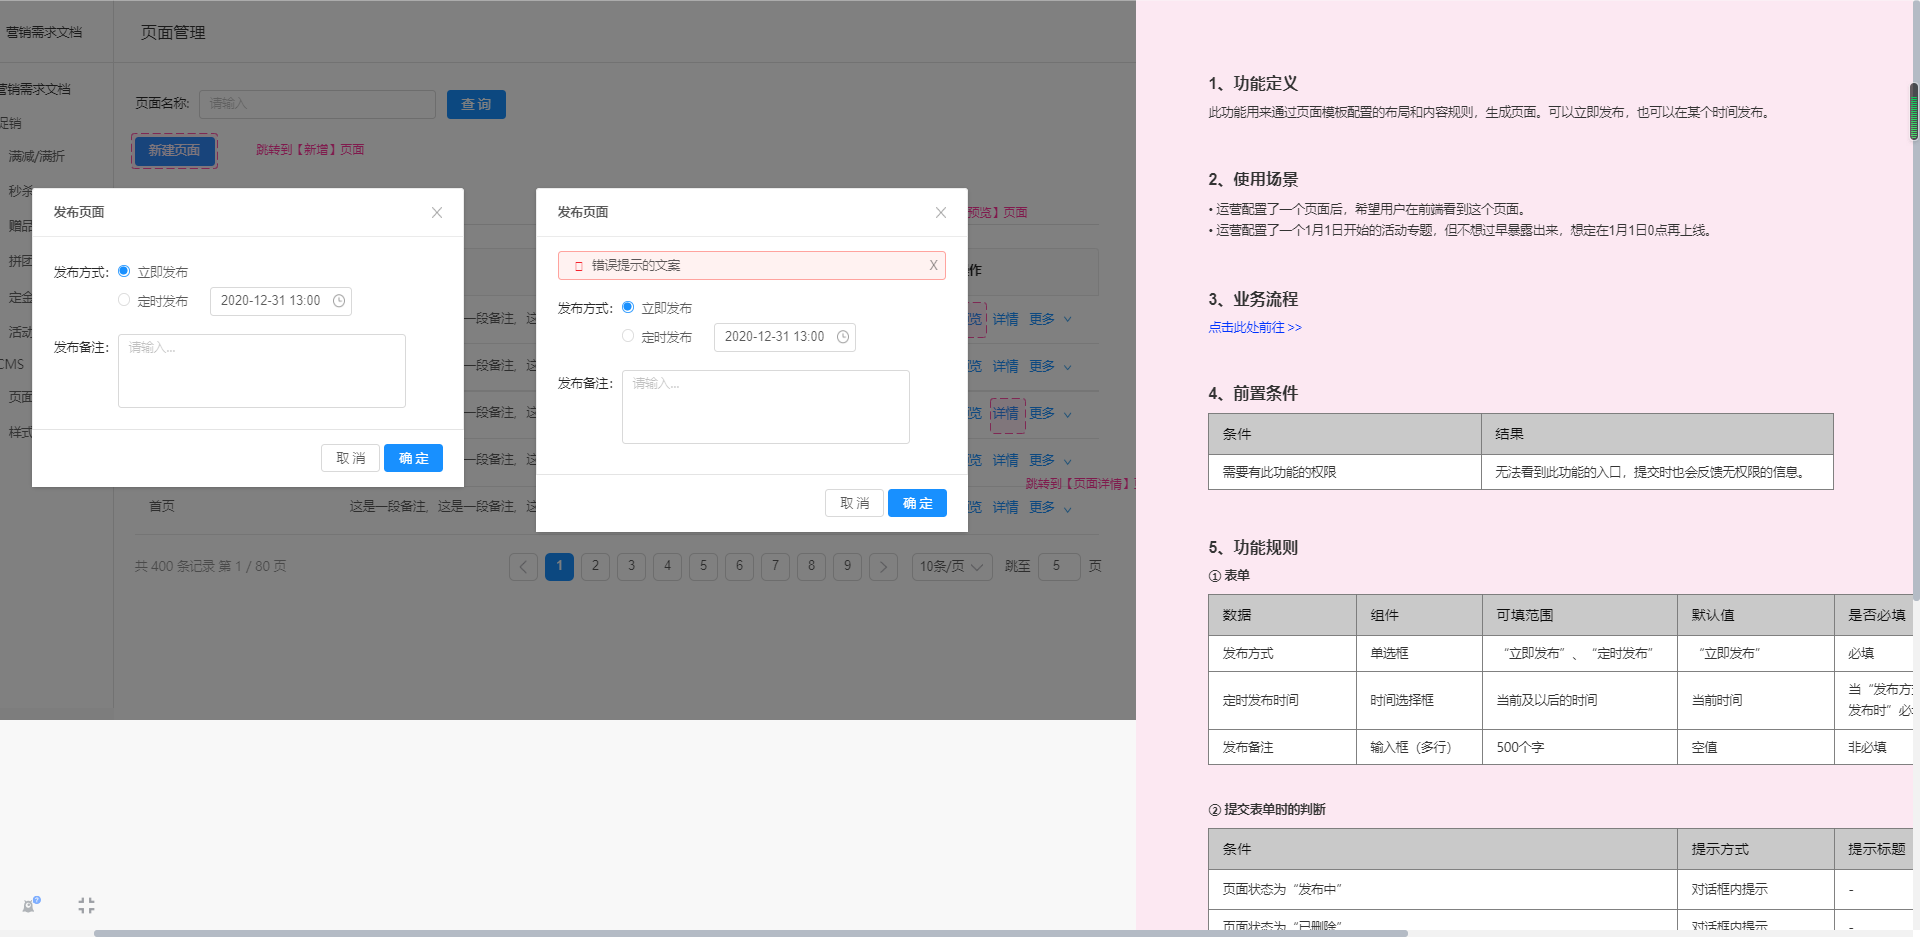 营销需求文档
页面管理
营销需求文档
促销
满减/满折
秒杀
赠品
拼团
定金
活动
CMS
页面
样式
页面名称:
请输入
查 询
新建页面
跳转到【新增】页面
预览】页面
作
一段备注, 这
览 详情 更多
一段备注, 这
览 详情 更多
一段备注, 这
览 详情 更多
一段备注, 这
览 详情 更多
跳转到【页面详情】
首页
这是一段备注, 这是一段备注, 这
览 详情 更多
共 400 条记录 第 1 / 80 页
1 2 3 4 5 6 7 8 9
10条/页
跳至 5 页
发布页面
发布方式:
立即发布
定时发布
2020-12-31 13:00
发布备注:
请输入...
取 消
确 定
发布页面
错误提示的文案
X
发布方式:
立即发布
定时发布
2020-12-31 13:00
发布备注:
请输入...
取 消
确 定
1、功能定义
此功能用来通过页面模板配置的布局和内容规则，生成页面。可以立即发布，也可以在某个时间发布。
2、使用场景
• 运营配置了一个页面后，希望用户在前端看到这个页面。
• 运营配置了一个1月1日开始的活动专题，但不想过早暴露出来，想定在1月1日0点再上线。
3、业务流程
点击此处前往 >>
4、前置条件
条件 结果
需要有此功能的权限 无法看到此功能的入口，提交时也会反馈无权限的信息。
5、功能规则
① 表单
数据 组件 可填范围 默认值 是否必填
发布方式 单选框 “立即发布”、“定时发布” “立即发布” 必填
定时发布时间 时间选择框 当前及以后的时间 当前时间 当“发布方
发布时”必
发布备注 输入框（多行） 500个字 空值 非必填
② 提交表单时的判断
条件 提示方式 提示标题
页面状态为“发布中” 对话框内提示 -
页面状态为“已删除” 对话框内提示 -